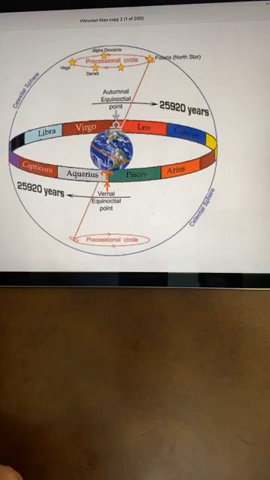 Vitruvian Man copy 2 (1 of 200)
Alpha Draconis
Precessional circle
Polaris (North Star)
Vega
Deneb
Celestial Sphere
Autumnal
Equinoctial
point
25920 years
Libra
Virgo
Leo
Cancer
Capricorn
Aquarius
Pisces
Aries
25920 years
Vernal
Equinoctial
point
Celestial Sphere
Precessional circle